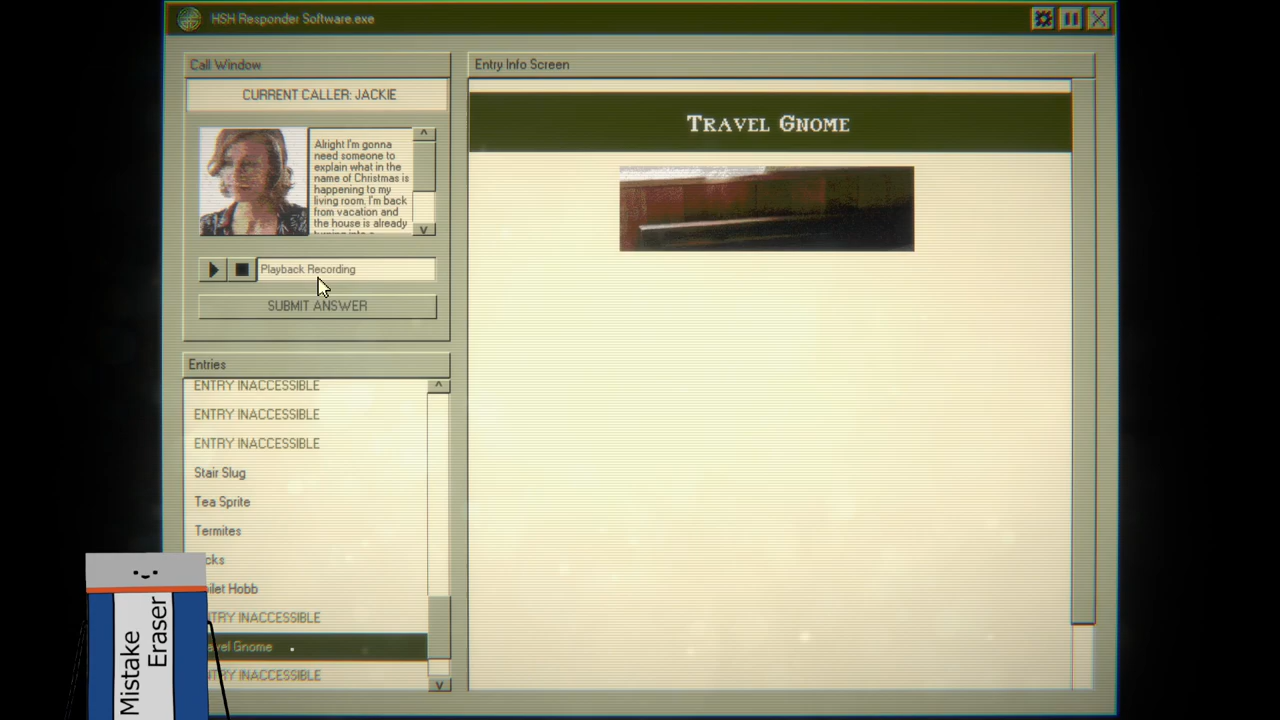 HSH Responder Software.exe
Call Window
CURRENT CALLER: JACKIE
Alright I'm gonna
need someone to
explain what in the
name of Christmas is
happening to my
living room. I'm back
from vacation and
the house is already
Playback Recording
SUBMIT ANSWER
Entries
ENTRY INACCESSIBLE
ENTRY INACCESSIBLE
ENTRY INACCESSIBLE
Stair Slug
Tea Sprite
Termites
cks
ilet Hobb
TRY INACCESSIBLE
avel Gnome
ENTRY INACCESSIBLE
Entry Info Screen
Travel Gnome
Mistake
Eraser